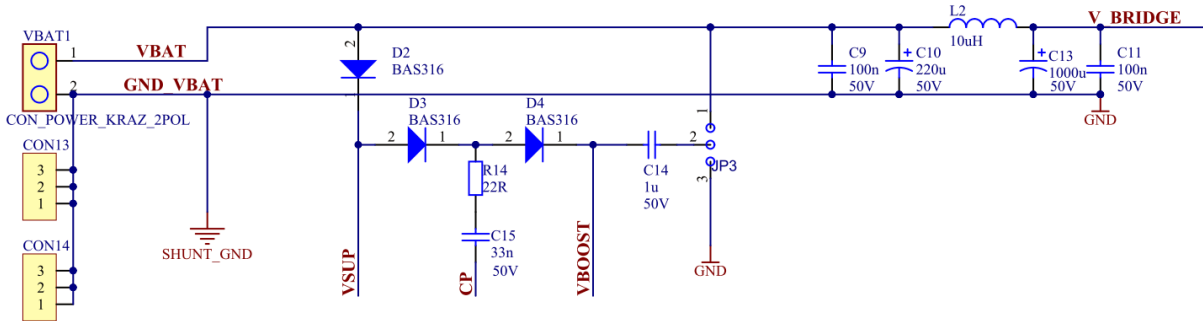 VBAT1
1
VBAT
2
GND_VBAT
CON_POWER_KRAZ_2POL
CON13
3
2
1
CON14
3
2
1
SHUNT_GND
2
D2
BAS316
1
D3
BAS316
2
1
D4
BAS316
2
1
R14
22R
C15
33n
50V
VSUP
CP
VBOOST
C14
1u
50V
1
2
3
JP3
GND
C9
100n
50V
C10
220u
50V
L2
10uH
V_BRIDGE
C13
1000u
50V
C11
100n
50V
GND